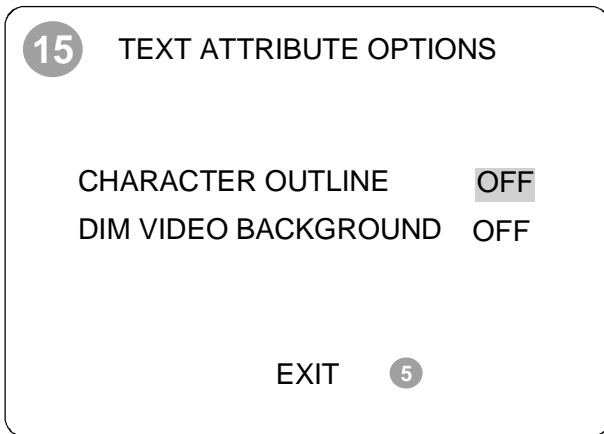 15 TEXT ATTRIBUTE OPTIONS
CHARACTER OUTLINE OFF
DIM VIDEO BACKGROUND OFF
EXIT 5